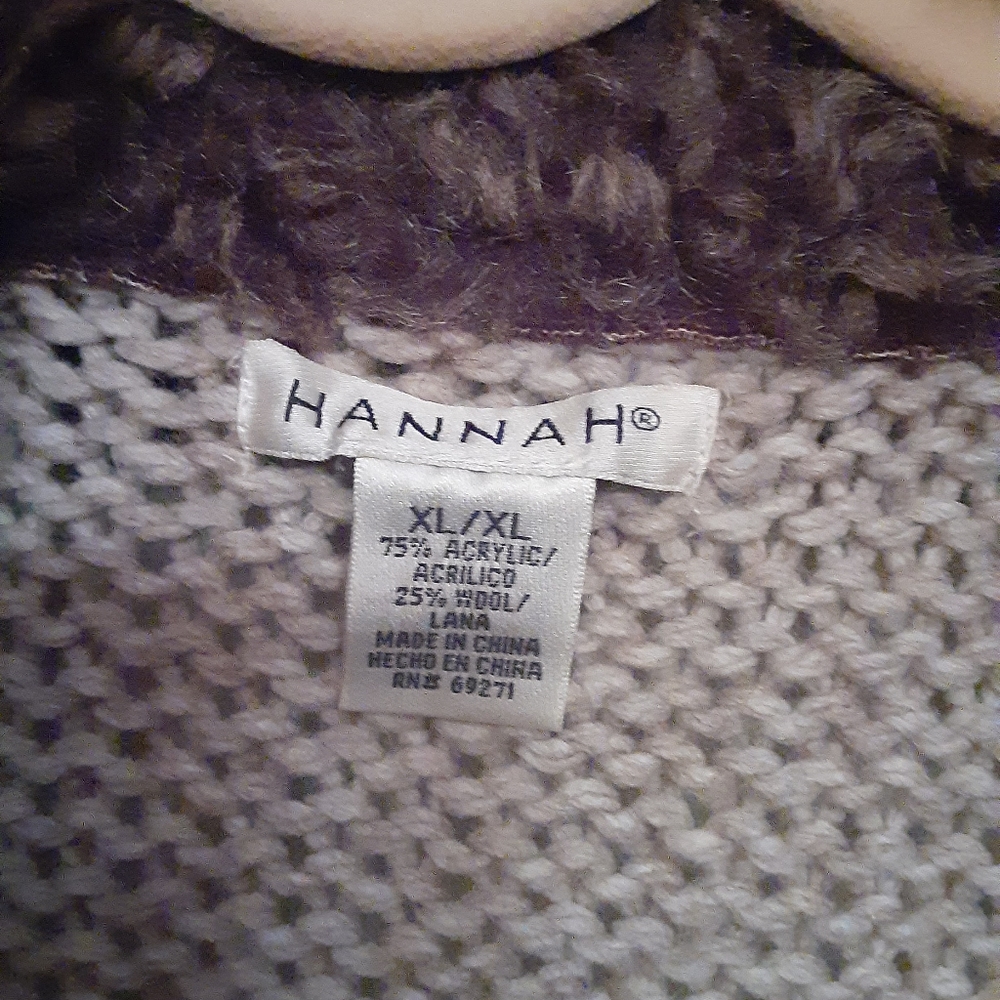 HANNAH®
XL/XL
75% ACRYLIC/
ACRILICO
25% WOOL/
LANA
MADE IN CHINA
HECHO EN CHINA
RN# 69271